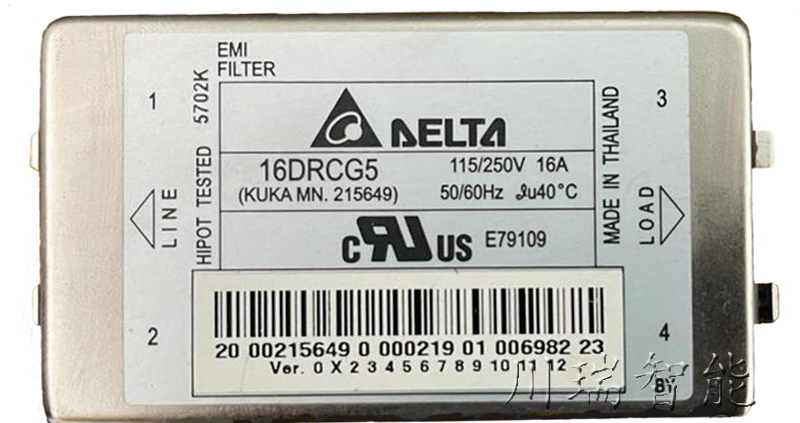 EMI
FILTER
1
2
LINE
HIPOT TESTED 5702K
DELTA
16DRCG5
(KUKA MN. 215649)
115/250V 16A
50/60Hz ϑu40°C
c RU US E79109
MADE IN THAILAND
LOAD
3
4
20 00215649 0 000219 01 006982 23
Ver. 0 X 2 3 4 5 6 7 8 9 10 11 12
川瑞智能